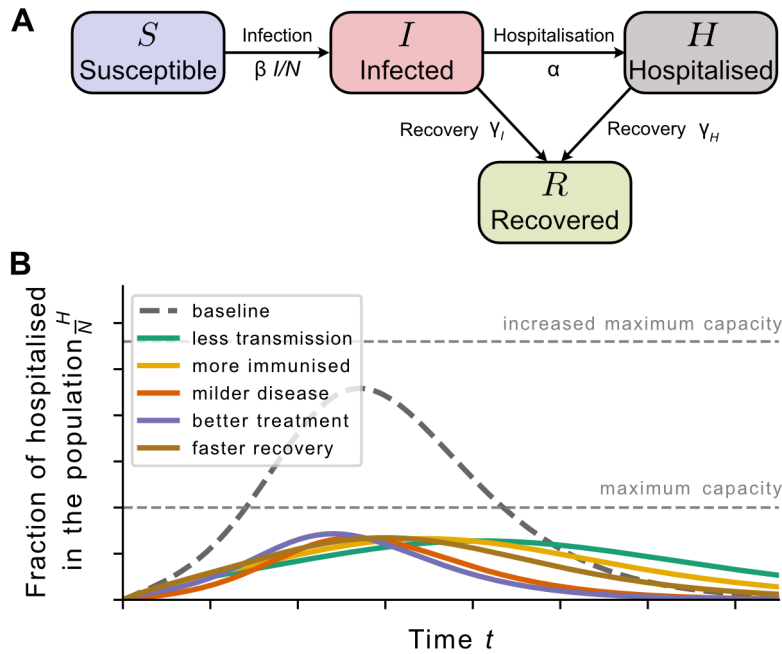 A
S
Susceptible
Infection
β I/N
I
Infected
Hospitalisation
α
H
Hospitalised
Recovery γI
Recovery γH
R
Recovered
B
Fraction of hospitalised
in the population H/N
baseline
less transmission
more immunised
milder disease
better treatment
faster recovery
increased maximum capacity
maximum capacity
Time t